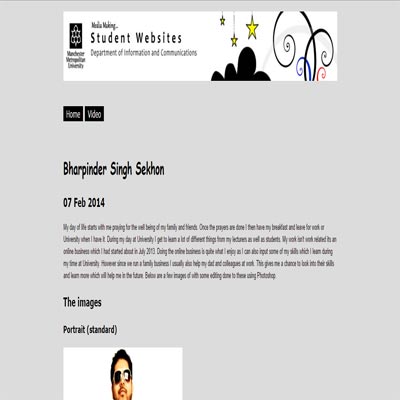 Media Making...
Student Websites
Department of Information and Communications
Manchester
Metropolitan
University
Home Video
Bharpinder Singh Sekhon
07 Feb 2014
My day of life starts with me praying for the well being of my family and friends. Once the prayers are done I then have my breakfast and leave for work or
University when I have it. During my day at University I get to learn a lot of different things from my lecturers as well as students. My work isn't work related its an
online business which I had started about in July 2013. Doing the online business is quite what I enjoy as I can also input some of my skills which I learn during
my time at University. However since we run a family business I usually also help my dad and colleagues at work. This gives me a chance to look into their skills
and learn more which will help me in the future. Below are a few images of with some editing done to these using Photoshop.
The images
Portrait (standard)